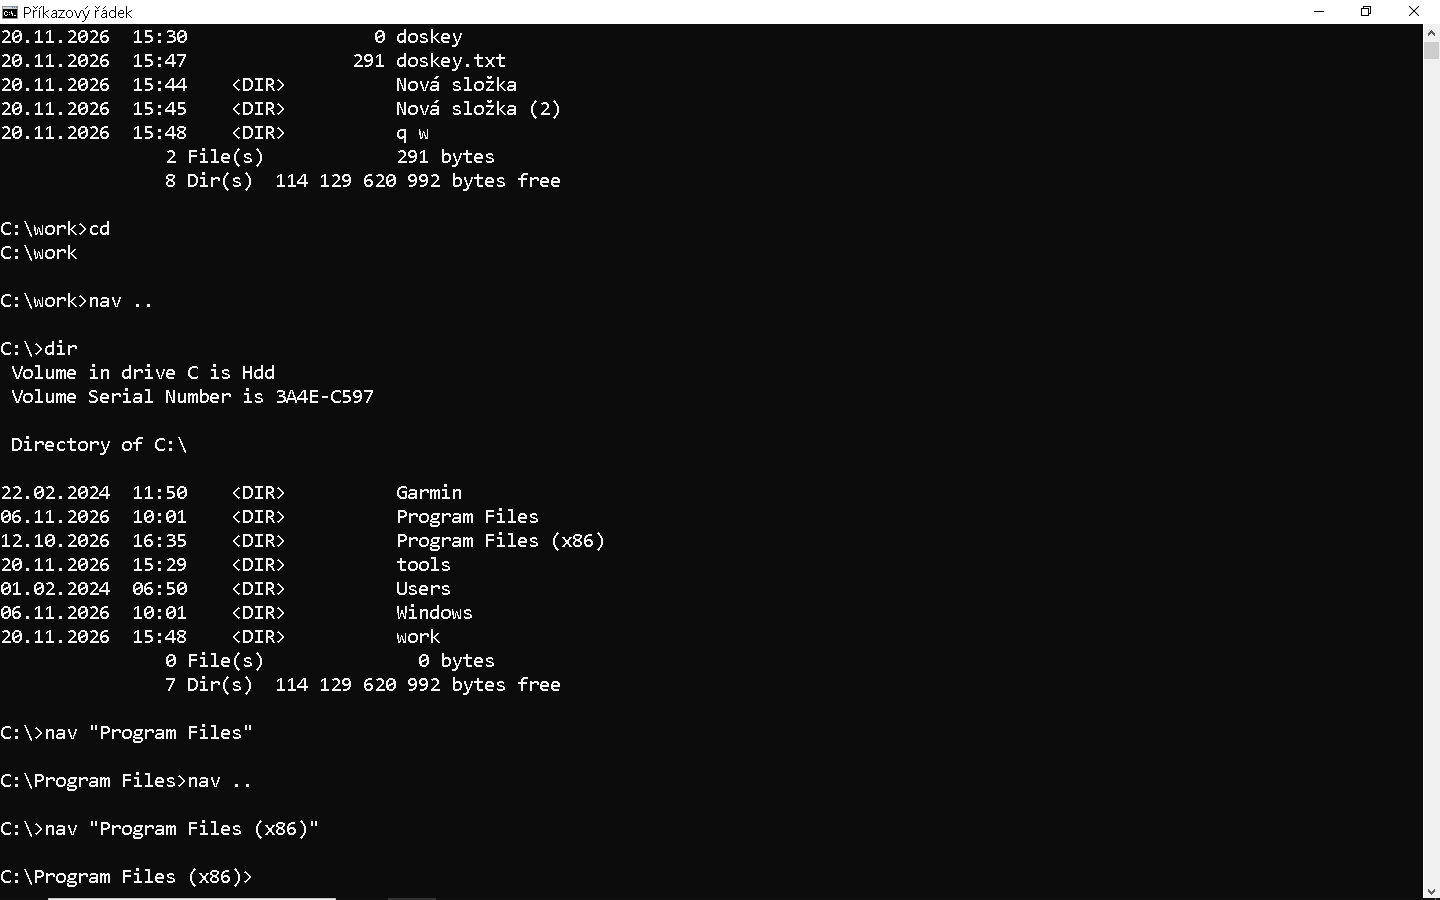 Příkazový řádek
20.11.2026  15:30                 0 doskey
20.11.2026  15:47               291 doskey.txt
20.11.2026  15:44    <DIR>          Nová složka
20.11.2026  15:45    <DIR>          Nová složka (2)
20.11.2026  15:48    <DIR>          q w
               2 File(s)            291 bytes
               8 Dir(s)  114 129 620 992 bytes free
C:\work>cd
C:\work
C:\work>nav ..
C:\>dir
 Volume in drive C is Hdd
 Volume Serial Number is 3A4E-C597
 Directory of C:\
22.02.2024  11:50    <DIR>          Garmin
06.11.2026  10:01    <DIR>          Program Files
12.10.2026  16:35    <DIR>          Program Files (x86)
20.11.2026  15:29    <DIR>          tools
01.02.2024  06:50    <DIR>          Users
06.11.2026  10:01    <DIR>          Windows
20.11.2026  15:48    <DIR>          work
               0 File(s)              0 bytes
               7 Dir(s)  114 129 620 992 bytes free
C:\>nav "Program Files"
C:\Program Files>nav ..
C:\>nav "Program Files (x86)"
C:\Program Files (x86)>